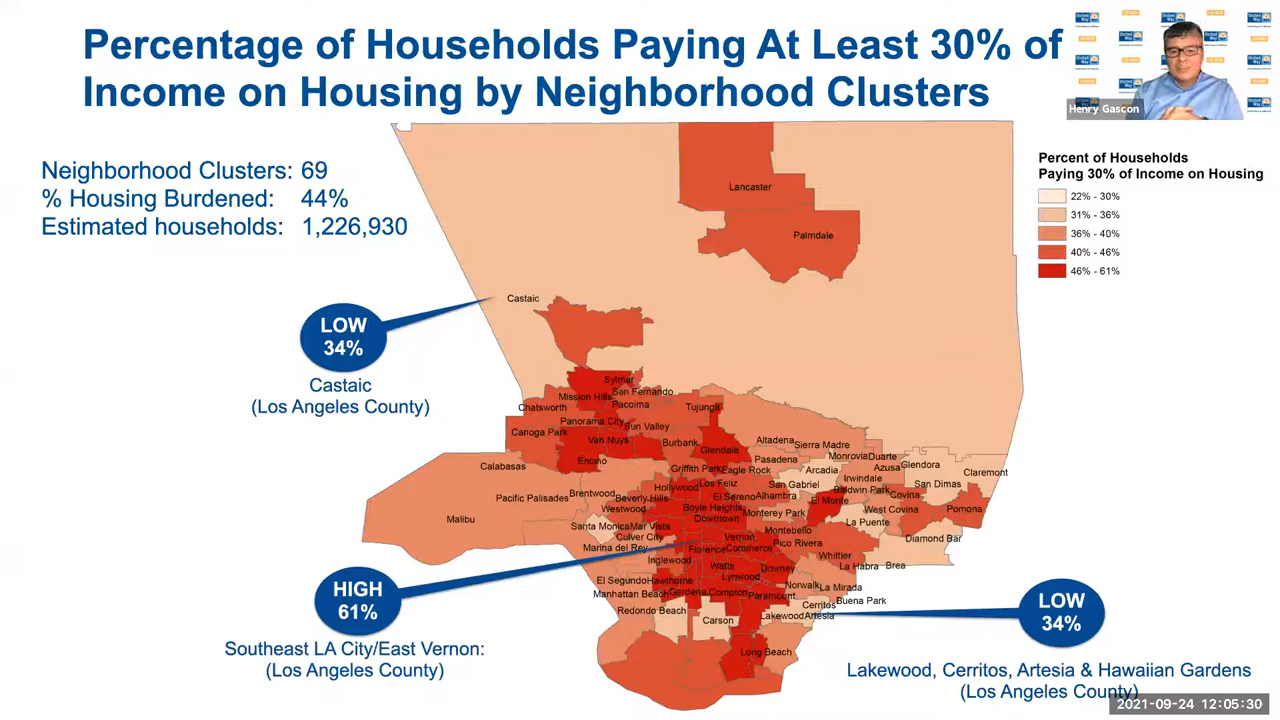 Percentage of Households Paying At Least 30% of
Income on Housing by Neighborhood Clusters
Henry Gascon
Neighborhood Clusters: 69
% Housing Burdened: 44%
Estimated households: 1,226,930
Percent of Households
Paying 30% of Income on Housing
22% - 30%
31% - 36%
36% - 40%
40% - 46%
46% - 61%
Lancaster
Palmdale
Castaic
LOW
34%
Castaic
(Los Angeles County)
Sylmar
San Fernando
Mission Hills
Pacoima
Chatsworth
Tujunga
Panorama City
Sun Valley
Canoga Park
Van Nuys
Burbank
Altadena
Sierra Madre
Glendale
Monrovia
Duarte
Encino
Pasadena
Calabasas
Griffith Park
Eagle Rock
Arcadia
Azusa
Glendora
Claremont
Irwindale
San Gabriel
San Dimas
Los Feliz
Hollywood
Baldwin Park
Brentwood
Pacific Palisades
Beverly Hills
El Sereno
Alhambra
El Monte
Covina
Westwood
Boyle Heights
Monterey Park
West Covina
Pomona
Malibu
Downtown
La Puente
Santa Monica
Mar Vista
Culver City
Vernon
Montebello
Diamond Bar
Marina del Rey
Florence
Commerce
Pico Rivera
Whittier
Inglewood
Watts
Downey
La Habra
Brea
Lynwood
El Segundo
Hawthorne
Norwalk
La Mirada
Manhattan Beach
Gardena
Compton
Paramount
Buena Park
Redondo Beach
Cerritos
Carson
Lakewood
Artesia
Long Beach
HIGH
61%
Southeast LA City/East Vernon:
(Los Angeles County)
LOW
34%
Lakewood, Cerritos, Artesia & Hawaiian Gardens
(Los Angeles County)
2021-09-24 12:05:30